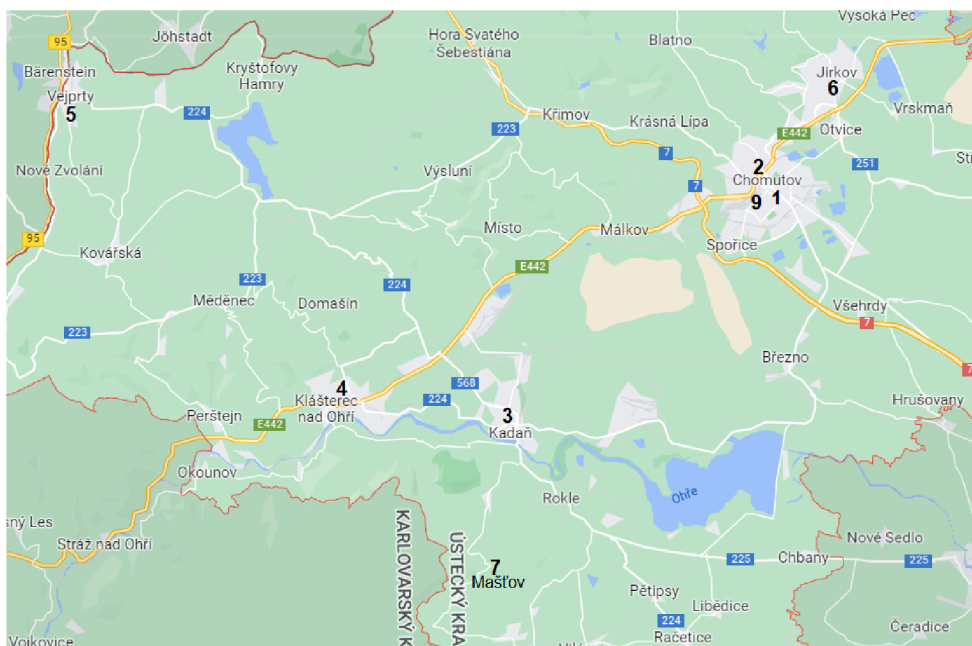 Vysoká Pec
95
Jöhstadt
Hora Svatého
Šebestiána
Blatno
Bärenstein
Kryštofovy
Hamry
Jirkov
6
Vejprty
5
224
Křimov
Vrskmaň
Krásná Lípa
Otvice
223
E442
7
2
251
Nové Zvolání
Výsluní
Chomutov
7
9
1
Místo
Málkov
95
Spořice
Kovářská
E442
223
224
Měděnec
Domašín
Všehrdy
7
223
Březno
7
4
568
Klášterec
nad Ohří
224
3
Hrušovany
Perštejn
E442
Kadaň
Okounov
Rokle
Ohře
KARLOVARSKÝ K
ÚSTECKÝ KRA
Stráž nad Ohří
Nové Sedlo
225
Chbany
225
7
Mašťov
Pětipsy
Libědice
224
Čeradice
Račetice
Vojkovice